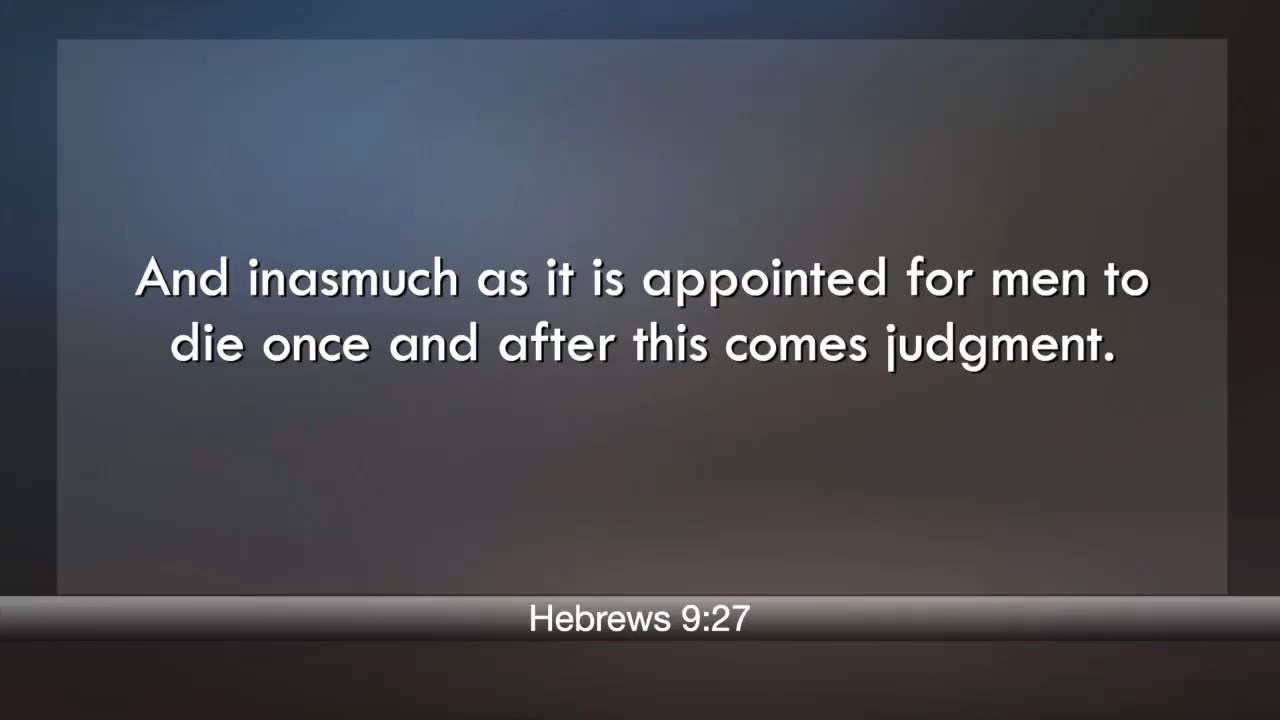 And inasmuch as it is appointed for men to
die once and after this comes judgment.
Hebrews 9:27